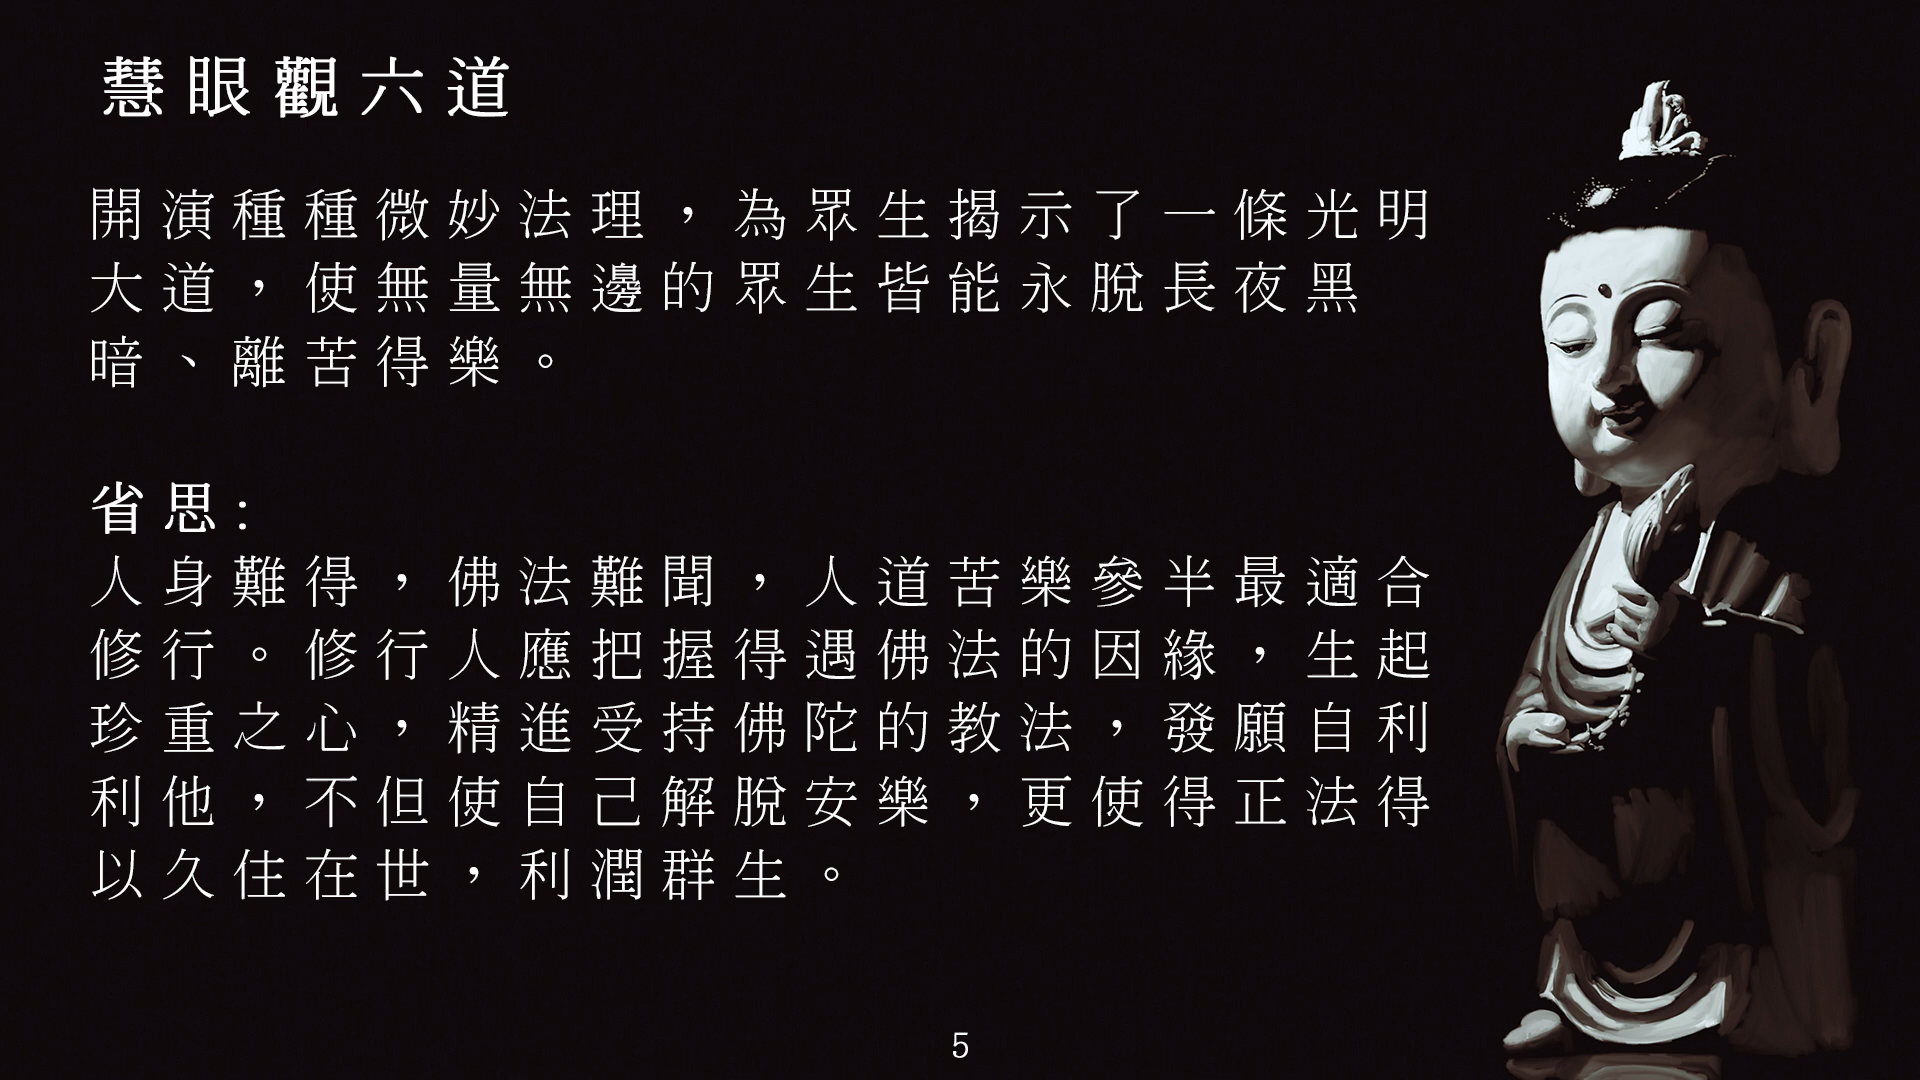 慧眼觀六道
開演種種微妙法理，為眾生揭示了一條光明
大道，使無量無邊的眾生皆能永脫長夜黑
暗、離苦得樂。
省思:
人身難得，佛法難聞，人道苦樂參半最適合
修行。修行人應把握得遇佛法的因緣，生起
珍重之心，精進受持佛陀的教法，發願自利
利他，不但使自己解脫安樂，更使得正法得
以久住在世，利潤群生。
5